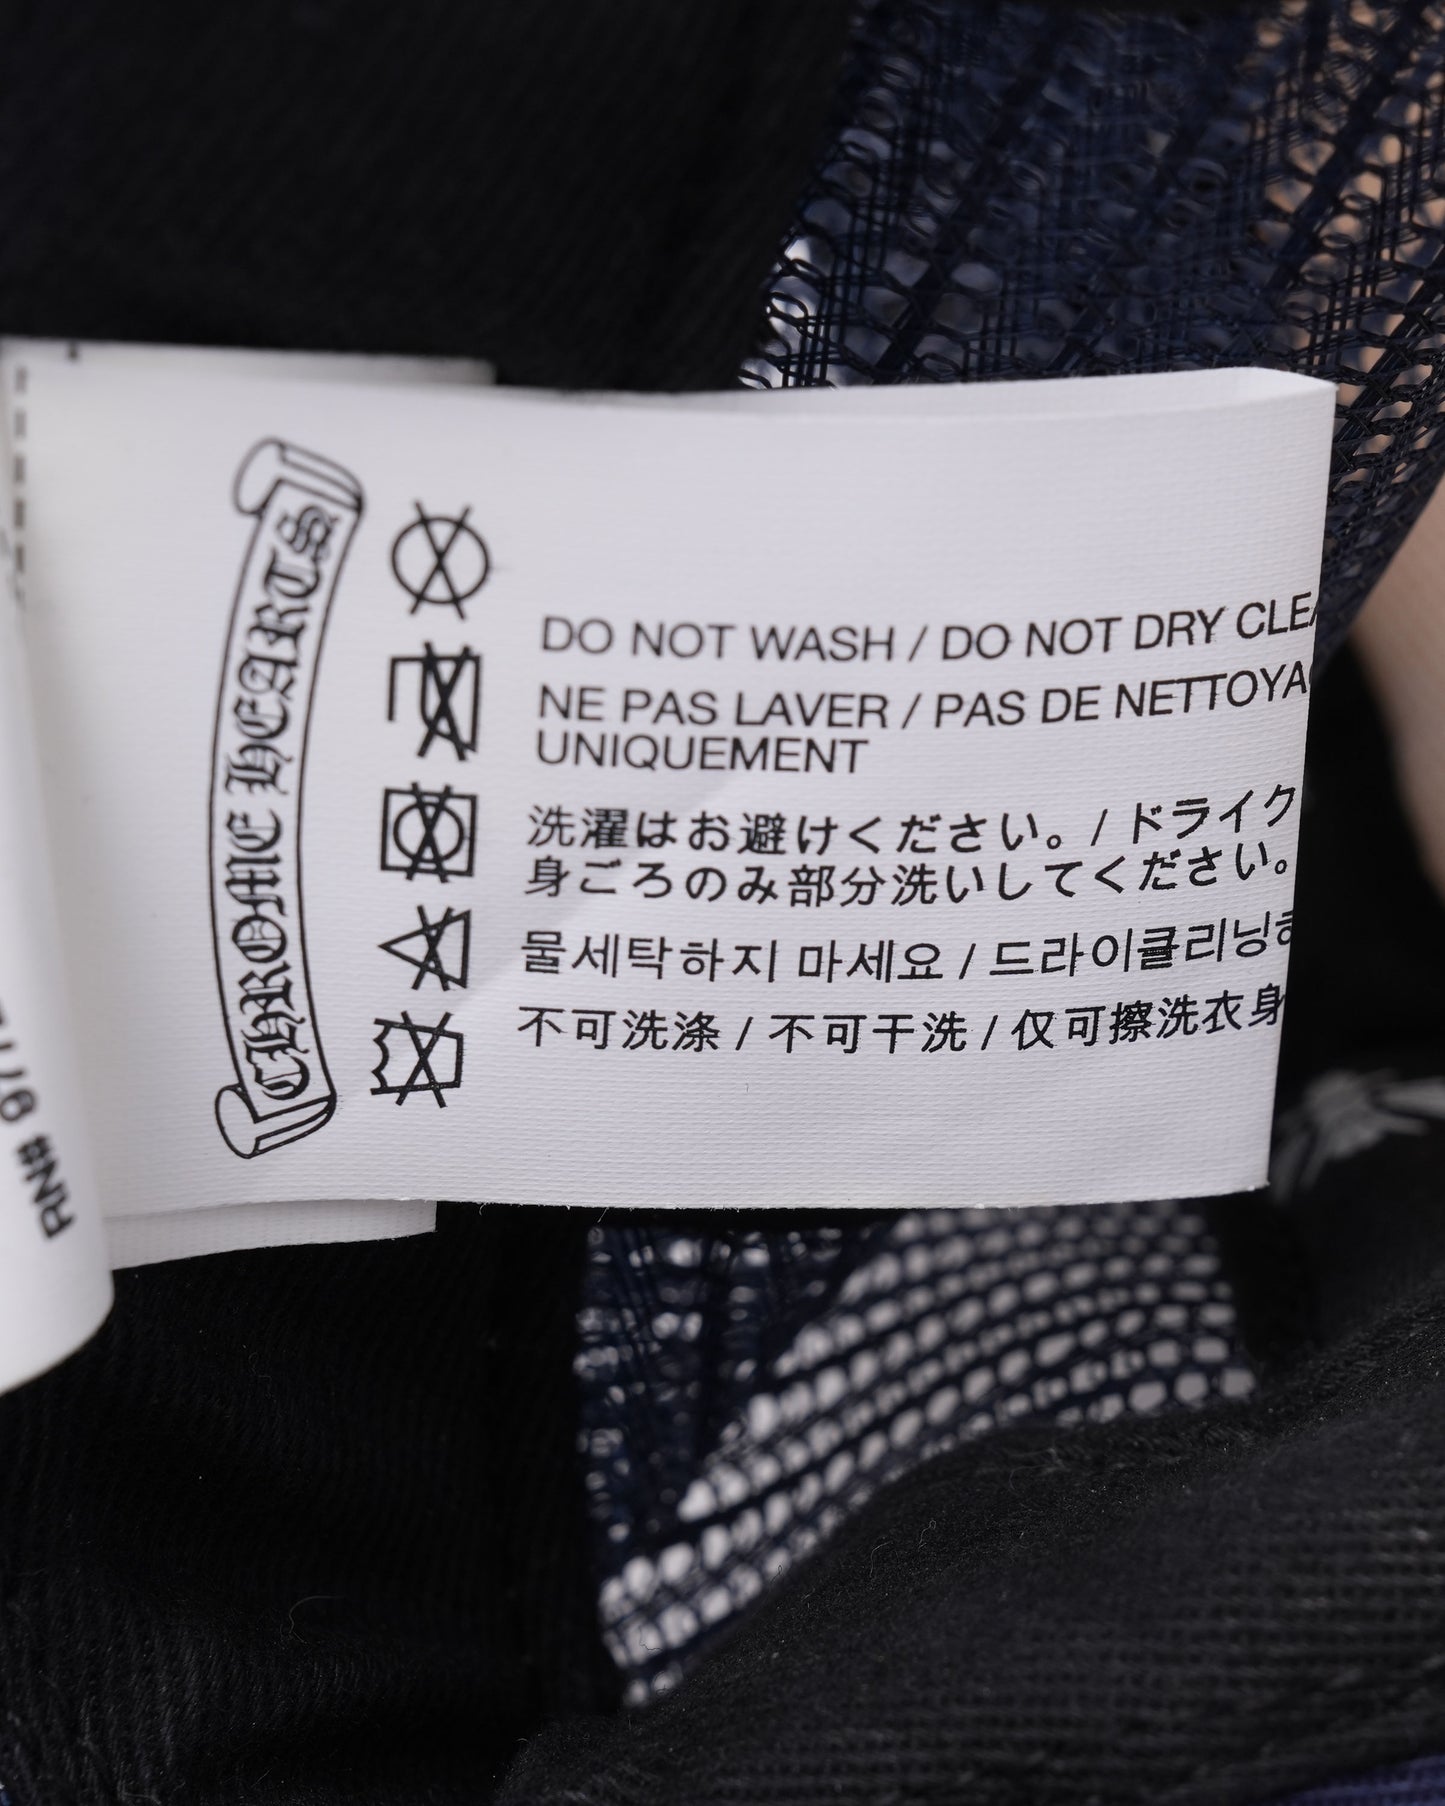 CHROME HEARTS
DO NOT WASH / DO NOT DRY
NE PAS LAVER / PAS DE
UNIQUEMENT
洗濯はお避けください。/ ドライク
身ごろのみ部分洗いしてください。
물세탁하지 마세요 / 드라이클리닝
不可洗涤 / 不可干洗 / 仅可擦洗衣身
RN# 97